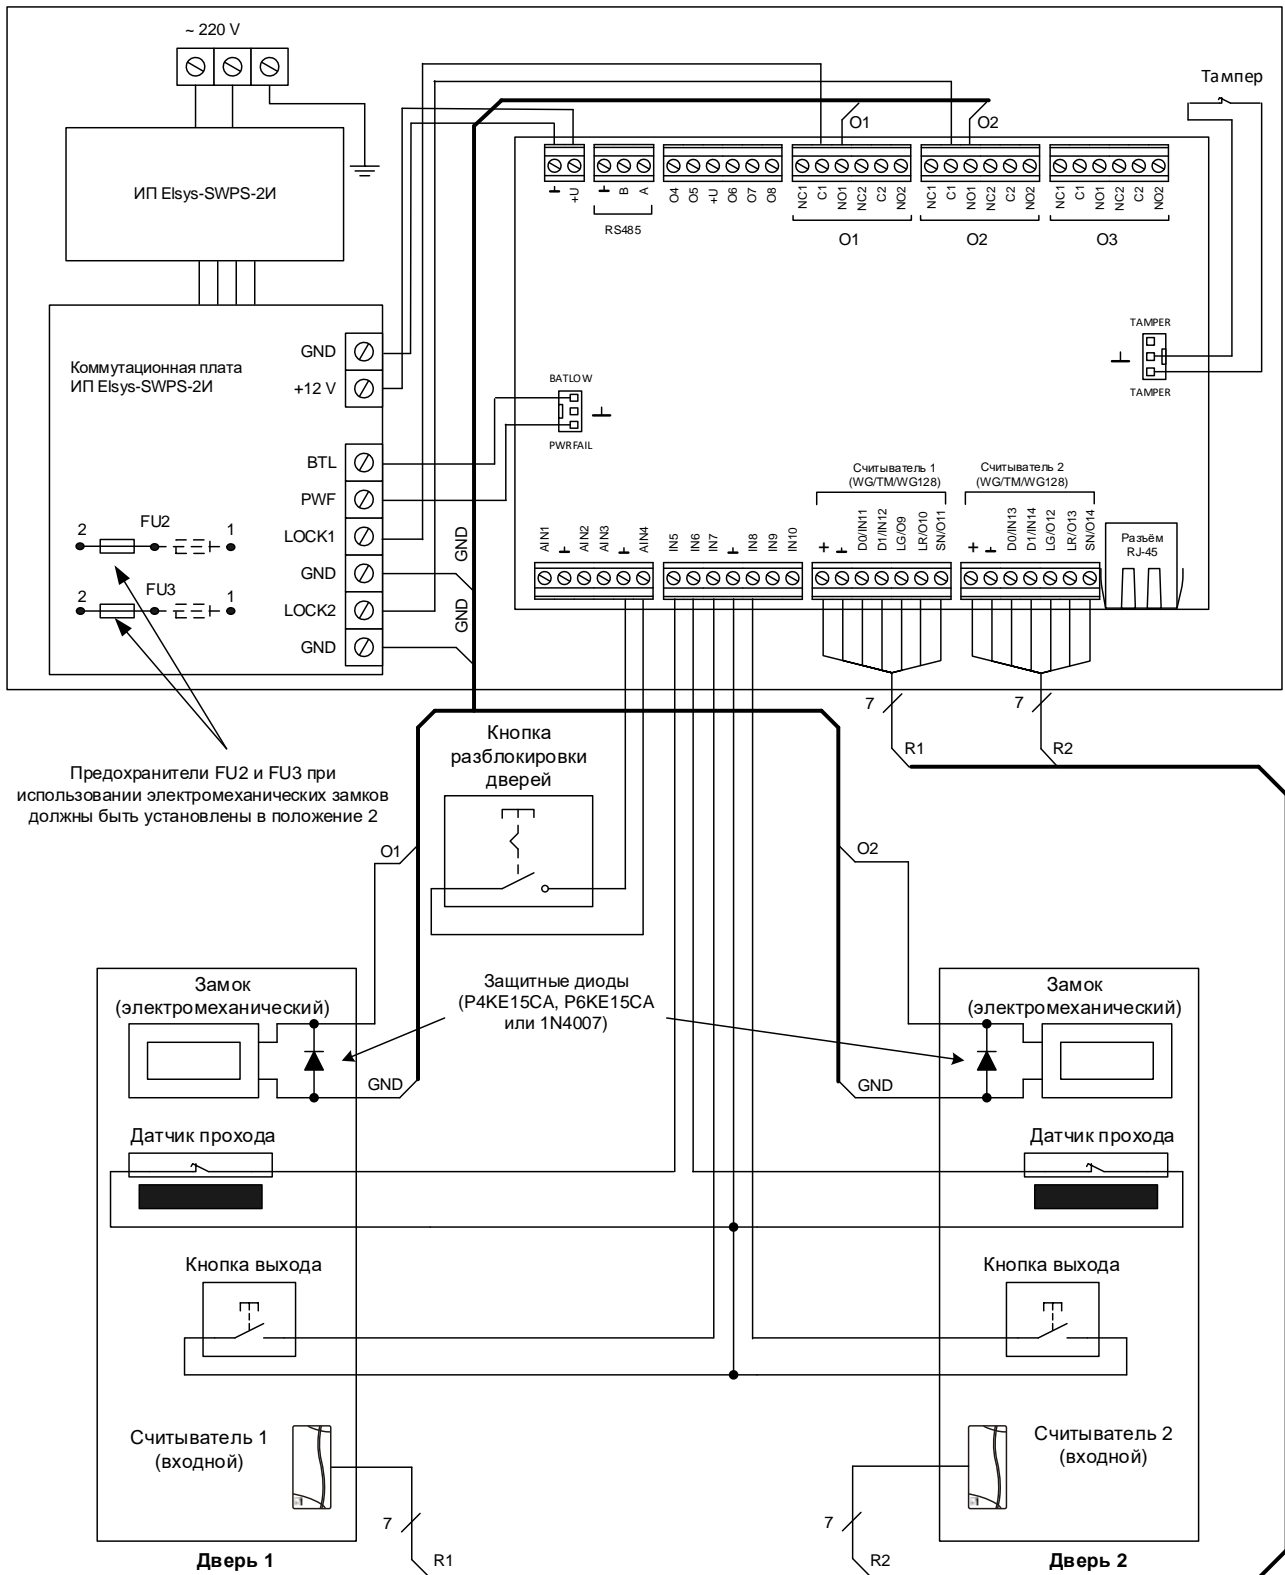 ~ 220 V
Тампер
ИП Elsys-SWPS-2И
O1
O2
⊥
+U
⊥
B
A
RS485
O4
O5
+U
O6
O7
O8
NC1
C1
NO1
NC2
C2
NO2
O1
NC1
C1
NO1
NC2
C2
NO2
O2
NC1
C1
NO1
NC2
C2
NO2
O3
Коммутационная плата
ИП Elsys-SWPS-2И
GND
+12 V
BTL
PWF
LOCK1
GND
LOCK2
GND
2
FU2
1
2
FU3
1
BATLOW
⊥
PWRFAIL
TAMPER
⊥
TAMPER
GND
GND
AIN1
⊥
AIN2
AIN3
⊥
AIN4
IN5
IN6
IN7
⊥
IN8
IN9
IN10
Считыватель 1
(WG/TM/WG128)
+
⊥
D0/IN11
D1/IN12
LG/O9
LR/O10
SN/O11
Считыватель 2
(WG/TM/WG128)
+
⊥
D0/IN13
D1/IN14
LG/O12
LR/O13
SN/O14
Разъём
RJ-45
7
7
R1
R2
Предохранители FU2 и FU3 при
использовании электромеханических замков
должны быть установлены в положение 2
Кнопка
разблокировки
дверей
O1
O2
Замок
(электромеханический)
Защитные диоды
(P4KE15CA, P6KE15CA
или 1N4007)
Замок
(электромеханический)
GND
GND
Датчик прохода
Датчик прохода
Кнопка выхода
Кнопка выхода
Считыватель 1
(входной)
Считыватель 2
(входной)
7
R1
7
R2
Дверь 1
Дверь 2